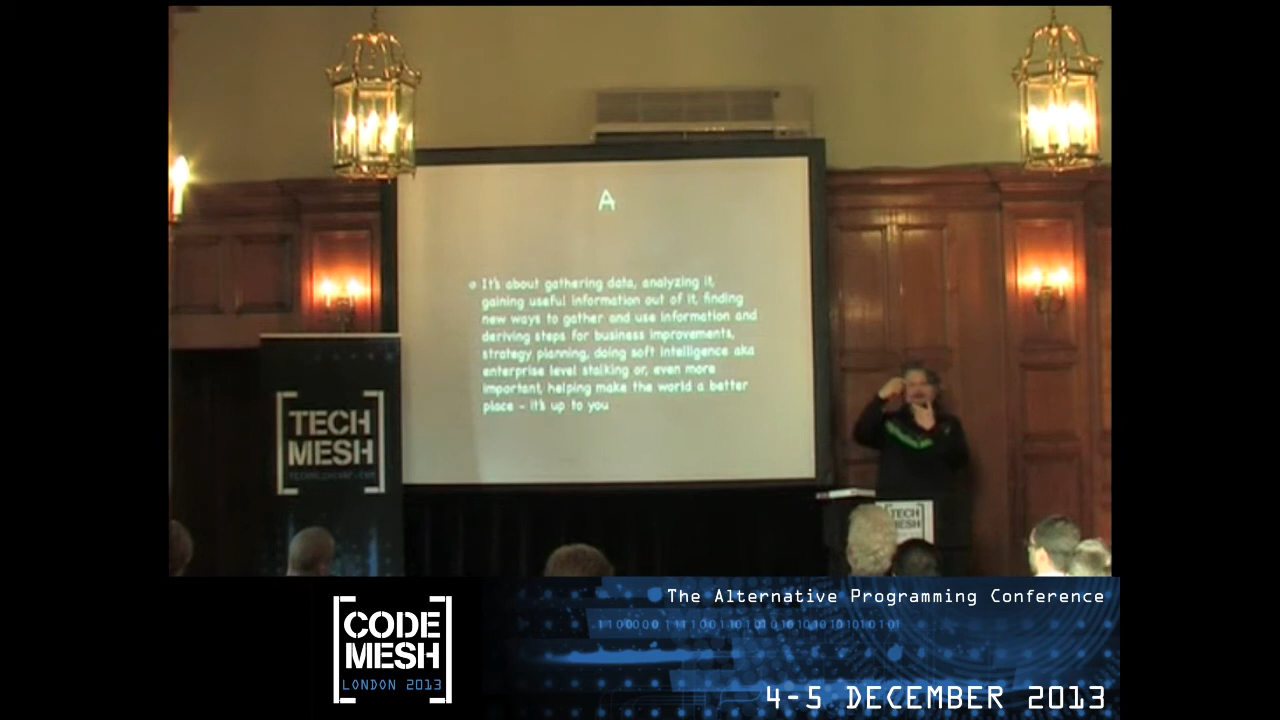 A
It's about gathering data, analyzing it,
gaining useful information out of it, finding
new ways to gather and use information and
deriving steps for business improvements,
strategy planning, doing soft intelligence aka
enterprise level stalking or, even more
important, helping make the world a better
place - it's up to you
TECH
MESH
TECH
MESH
CODE
MESH
LONDON 2013
The Alternative Programming Conference
4-5 DECEMBER 2013